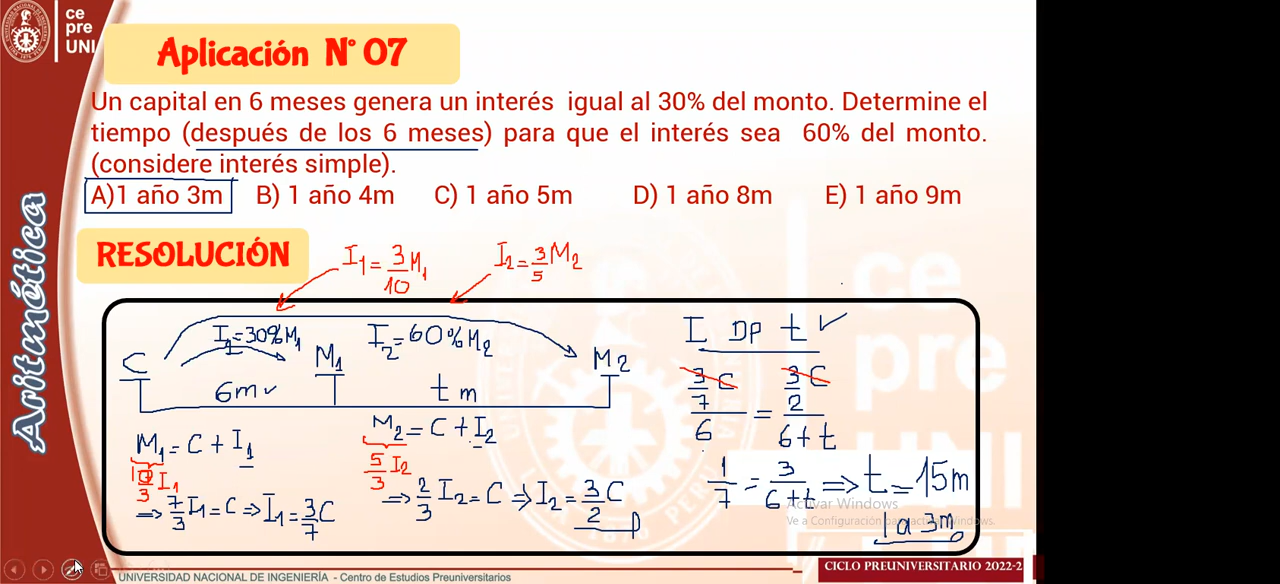 ce
pre
UNI
Aplicación N° 07
Un capital en 6 meses genera un interés igual al 30% del monto. Determine el
tiempo (después de los 6 meses) para que el interés sea 60% del monto.
(considere interés simple).
A)1 año 3m B) 1 año 4m C) 1 año 5m D) 1 año 8m E) 1 año 9m
Aritmética
RESOLUCIÓN
I₁ = 3/10 M₁
I₂ = 3/5 M₂
I₁=30%M₁
I₂=60%M₂
C
M₁
M₂
6m
t m
M₁ = C + I₁
10/3 I₁
⇒ 7/3 I₁ = C ⇒ I₁ = 3/7 C
M₂ = C + I₂
5/3 I₂
⇒ 2/3 I₂ = C ⇒ I₂ = 3/2 C
I DP t ✓
3/7 C / 6 = 3/2 C / 6+t
1/7 = 3/6+t ⇒ t = 15m
1a 3m
Activar Windows
Ve a Configuración para activar Windows.
UNIVERSIDAD NACIONAL DE INGENIERÍA - Centro de Estudios Preuniversitarios
CICLO PREUNIVERSITARIO 2022-2